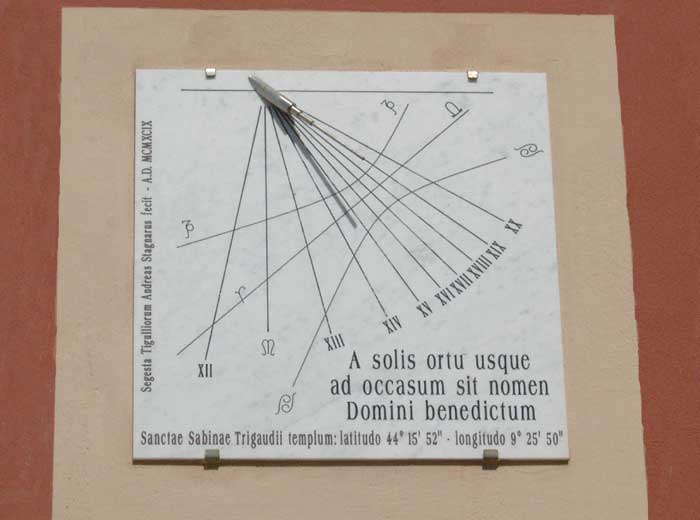 Segesta Tigulliorum Andreas Stagnarus fecit - A.D. MCMXCIX
♑
♎
♋
♑
♈
M
♋
XII
XIII
XIV
XV
XVI
XVII
XVIII
XIX
XX
A solis ortu usque
ad occasum sit nomen
Domini benedictum
Sanctae Sabinae Trigaudii templum: latitudo 44° 15' 52" - longitudo 9° 25' 50"